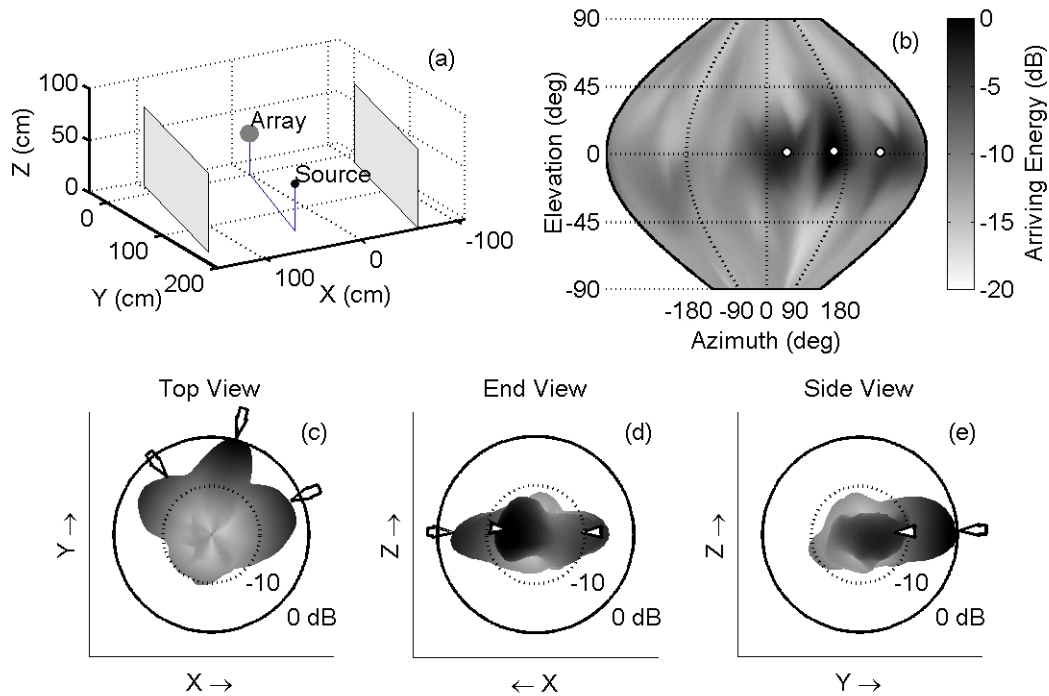 (a)
100
50
0
Z (cm)
Array
Source
0
100
200
Y (cm)
100
0
-100
X (cm)
(b)
90
45
0
-45
-90
Elevation (deg)
-180 -90 0 90 180
Azimuth (deg)
0
-5
-10
-15
-20
Arriving Energy (dB)
Top View
(c)
-10
0 dB
Y →
X →
End View
(d)
-10
0 dB
Z →
← X
Side View
(e)
-10
0 dB
Z →
Y →